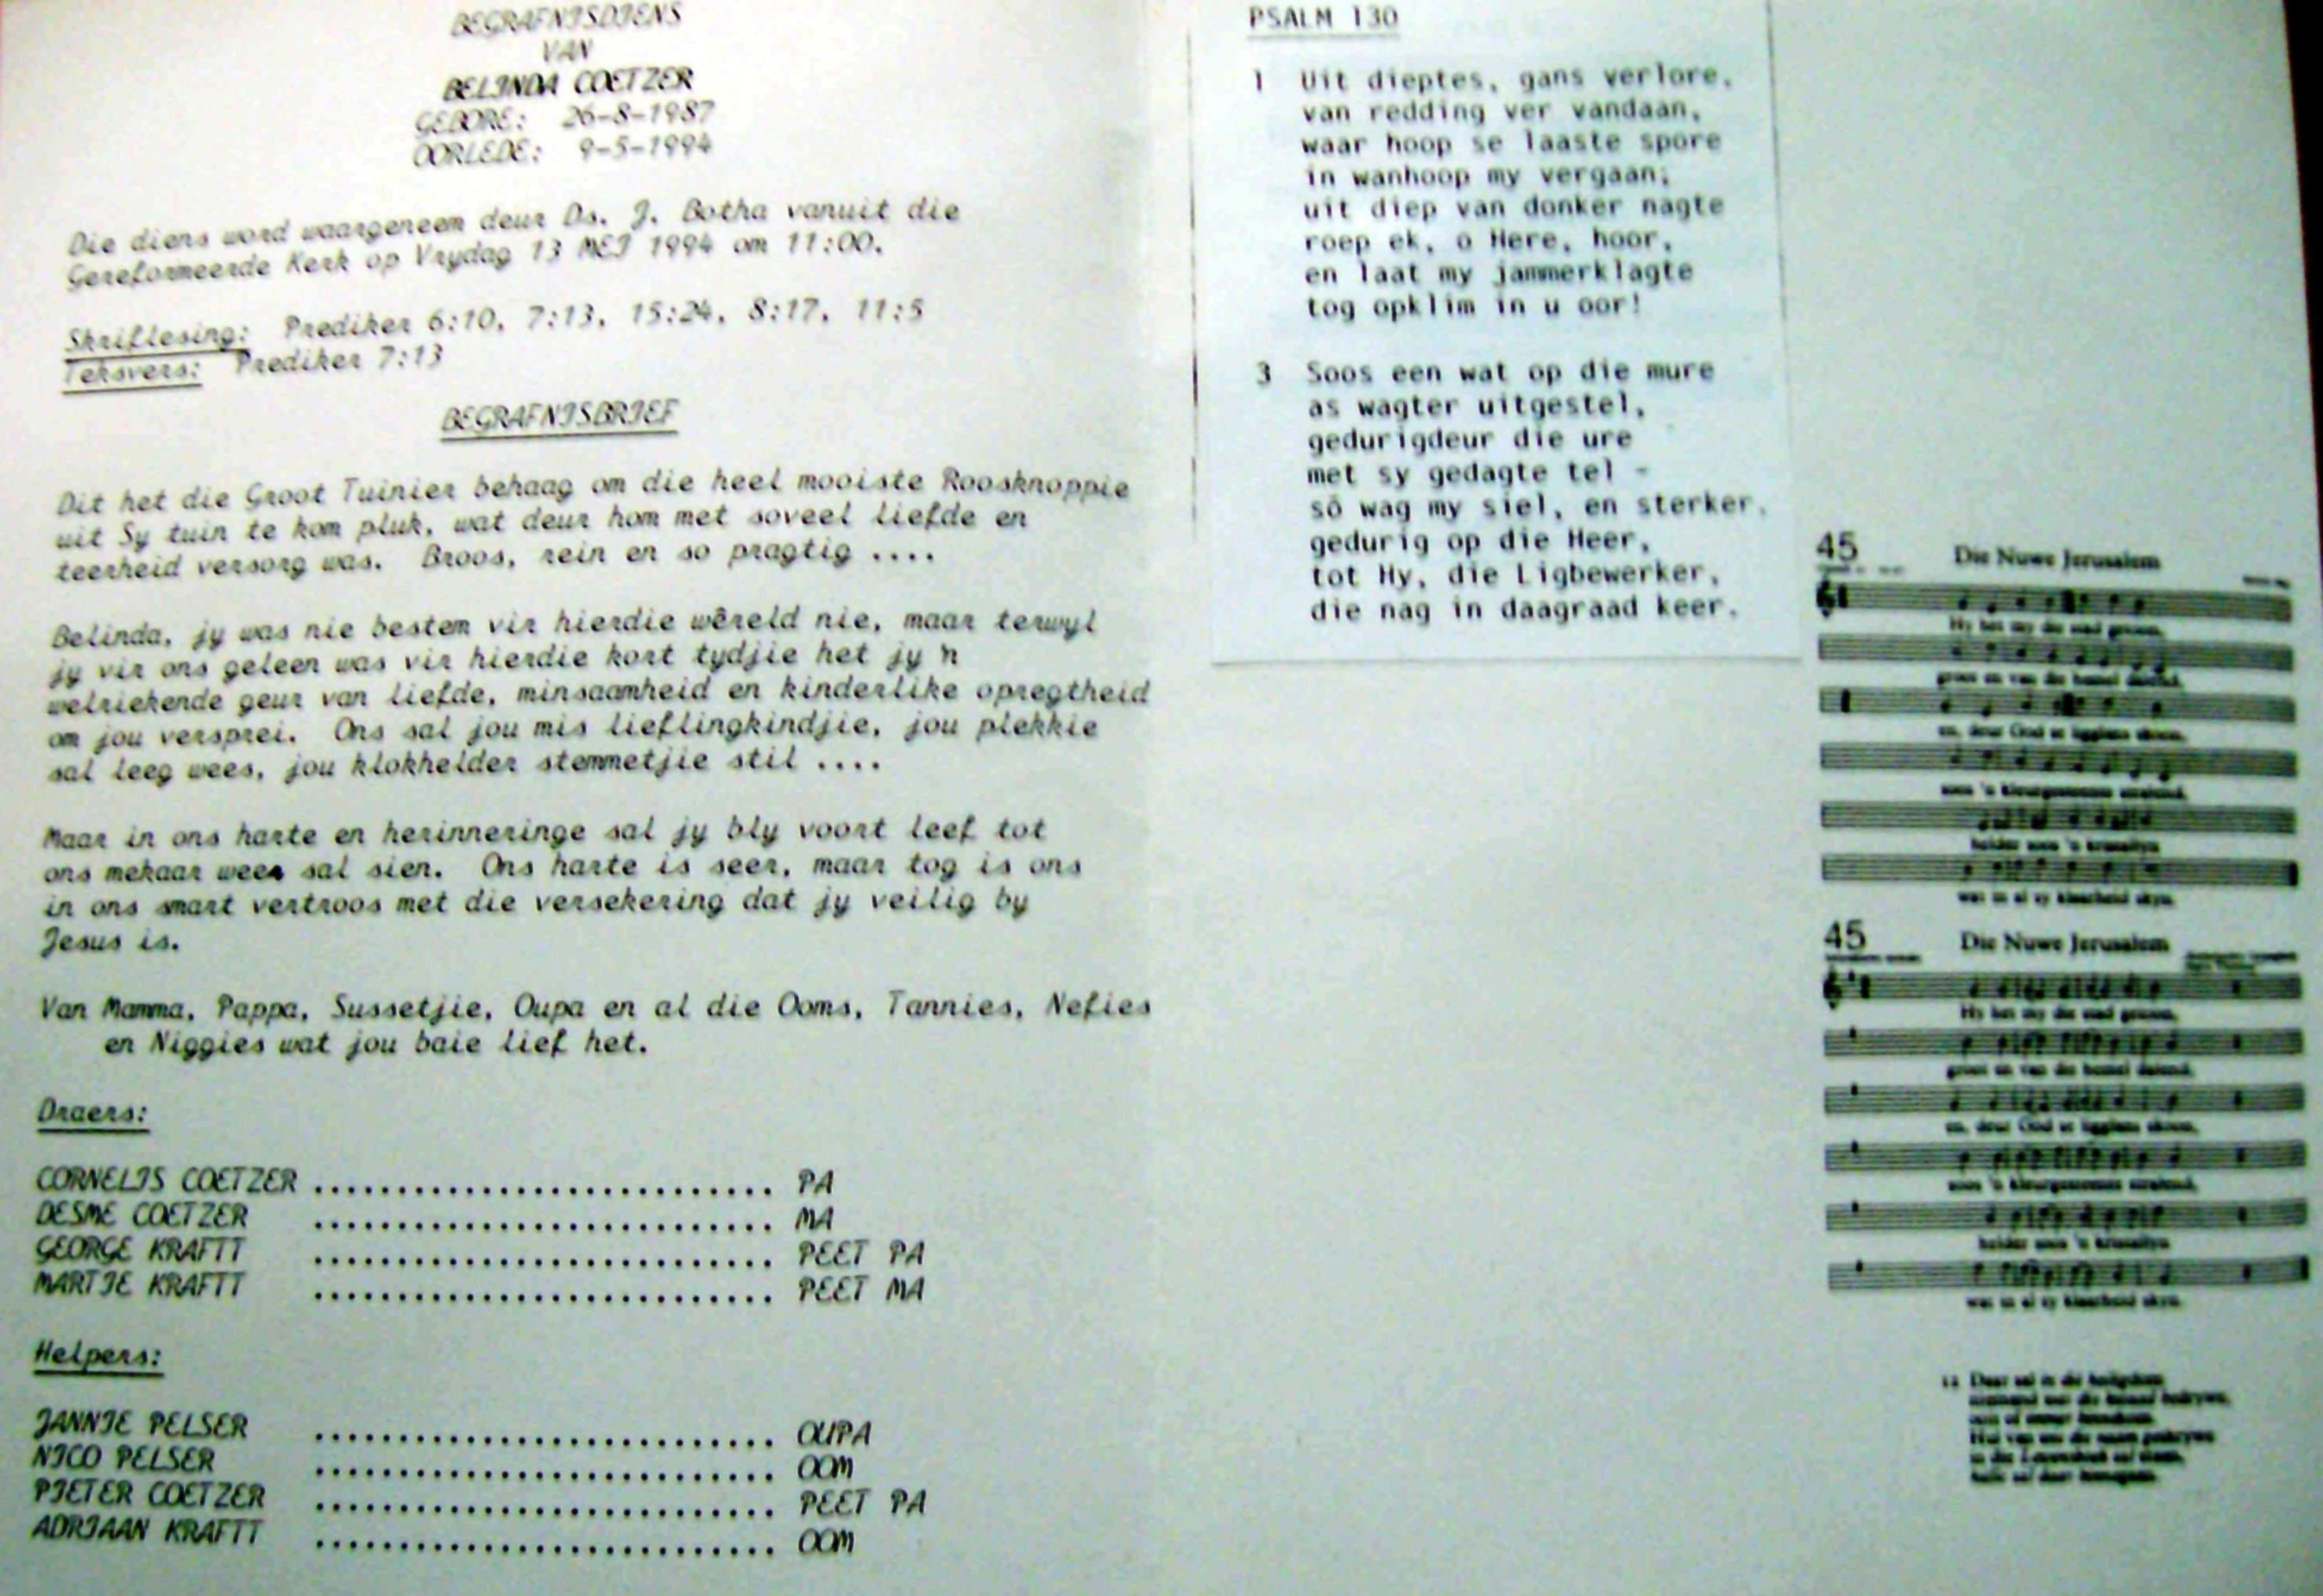 BEGRAFNISDIENS
VAN
BELINDA COETZER
GEBORE: 26-8-1987
OORLEDE: 9-5-1994
Die diens word waargeneem deur Ds. J. Botha vanuit die
Gereformeerde Kerk op Vrydag 13 MEI 1994 om 11:00.
Skriflesing: Prediker 6:10, 7:13, 15:24, 8:17, 11:5
Teksvers: Prediker 7:13
BEGRAFNISBRIEF
Dit het die Groot Tuinier behaag om die heel mooiste Roosknoppie
uit Sy tuin te kom pluk, wat deur hom met soveel liefde en
teerheid versorg was. Broos, rein en so pragtig ....
Belinda, jy was nie bestem vir hierdie wêreld nie, maar terwyl
jy vir ons geleen was vir hierdie kort tydjie het jy 'n
welriekende geur van liefde, minsaamheid en kinderlike opregtheid
om jou versprei. Ons sal jou mis lieflingkindjie, jou plekkie
sal leeg wees, jou klokhelder stemmetjie stil ....
Maar in ons harte en herinneringe sal jy bly voort leef tot
ons mekaar weer sal sien. Ons harte is seer, maar tog is ons
in ons smart vertroos met die versekering dat jy veilig by
Jesus is.
Van Mamma, Pappa, Sussetjie, Oupa en al die Ooms, Tannies, Nefies
en Niggies wat jou baie lief het.
Draers:
CORNELIS COETZER ............................ PA
DESME COETZER ............................ MA
GEORGE KRAFTT ............................ PEET PA
MARTIE KRAFTT ............................ PEET MA
Helpers:
JANNIE PELSER ............................ OUPA
NICO PELSER ............................ OOM
PIETER COETZER ............................ PEET PA
ADRIAAN KRAFTT ............................ OOM
PSALM 130
1 Uit dieptes, gans verlore,
van redding ver vandaan,
waar hoop se laaste spore
in wanhoop my vergaan;
uit diep van donker nagte
roep ek, o Here, hoor,
en laat my jammerklagte
tog opklim in u oor!
3 Soos een wat op die mure
as wagter uitgestel,
gedurigdeur die ure
met sy gedagte tel -
sô wag my siel, en sterker,
gedurig op die Heer,
tot Hy, die Ligbewerker,
die nag in daagraad keer.
45 Die Nuwe Jerusalem
45 Die Nuwe Jerusalem